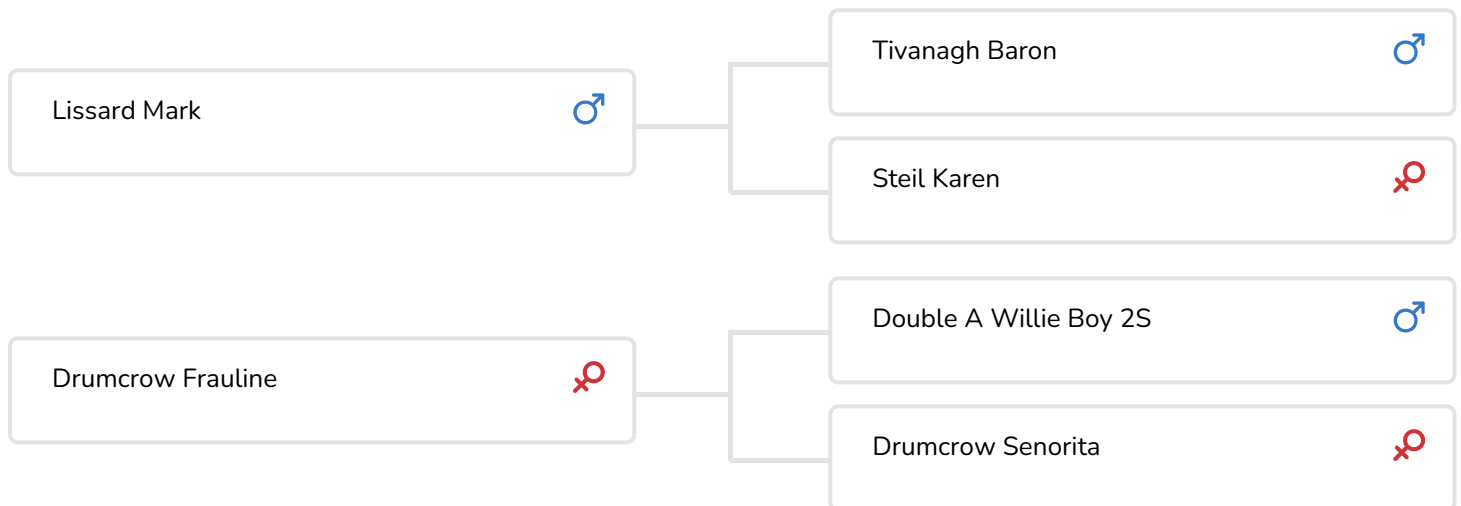 Tivanagh Baron
Lissard Mark
Steil Karen
Double A Willie Boy 2S
Drumcrow Frauline
Drumcrow Senorita